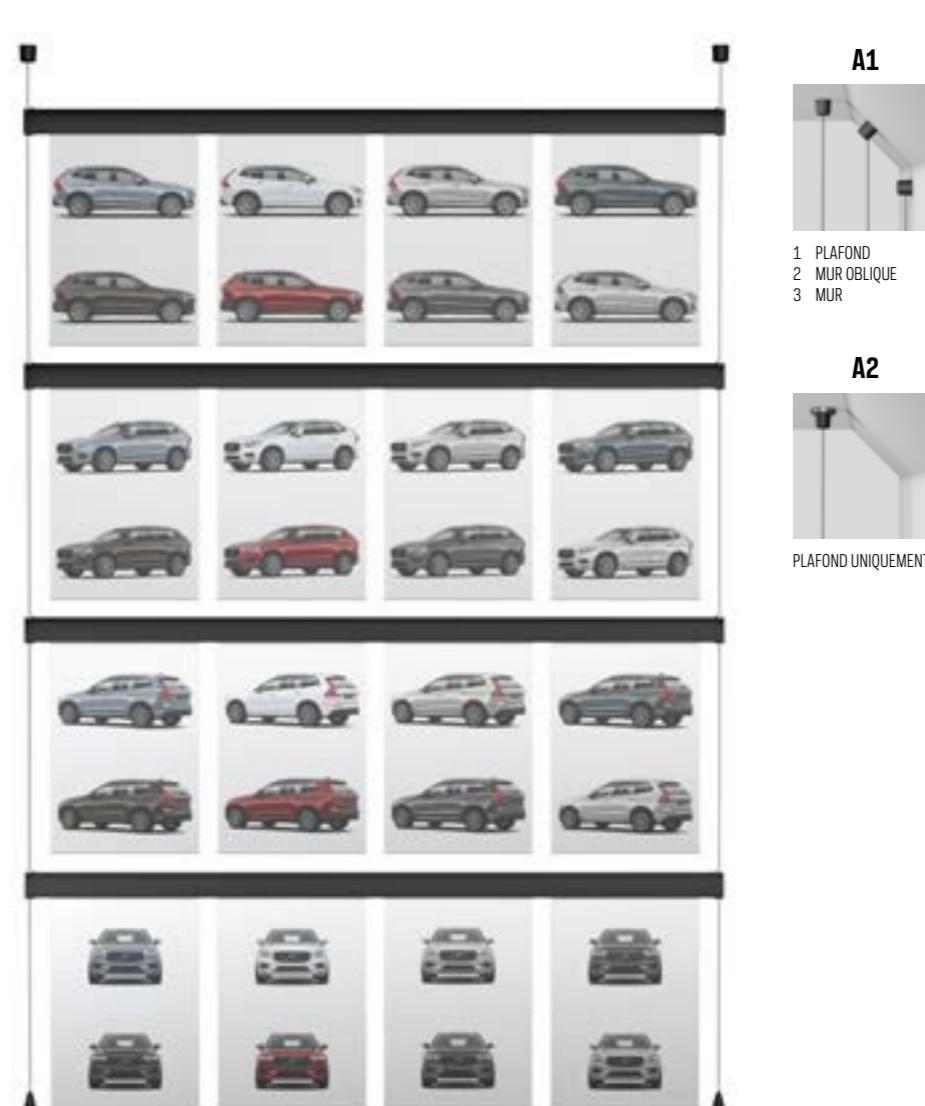 A1
1 PLAFOND
2 MUR OBLIQUE
3 MUR
A2
PLAFOND UNIQUEMENT